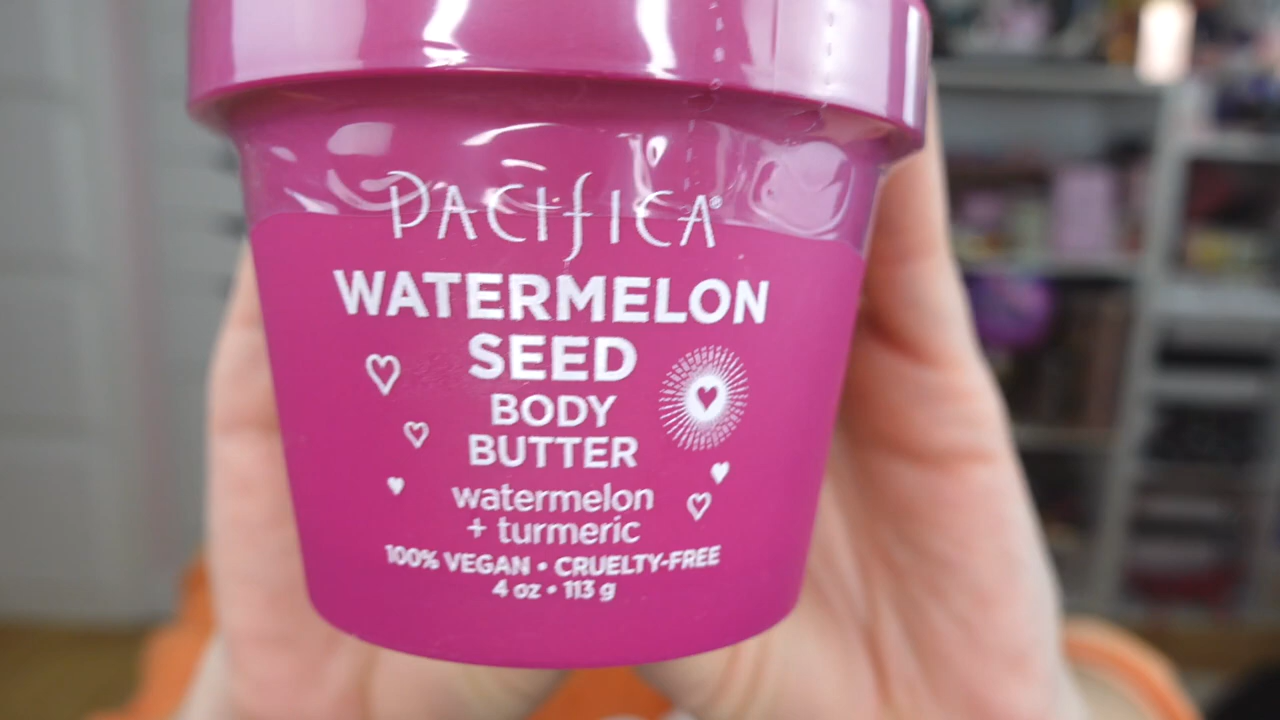 PACIFICA®
WATERMELON
SEED
BODY
BUTTER
watermelon
+ turmeric
100% VEGAN • CRUELTY-FREE
4 oz • 113 g